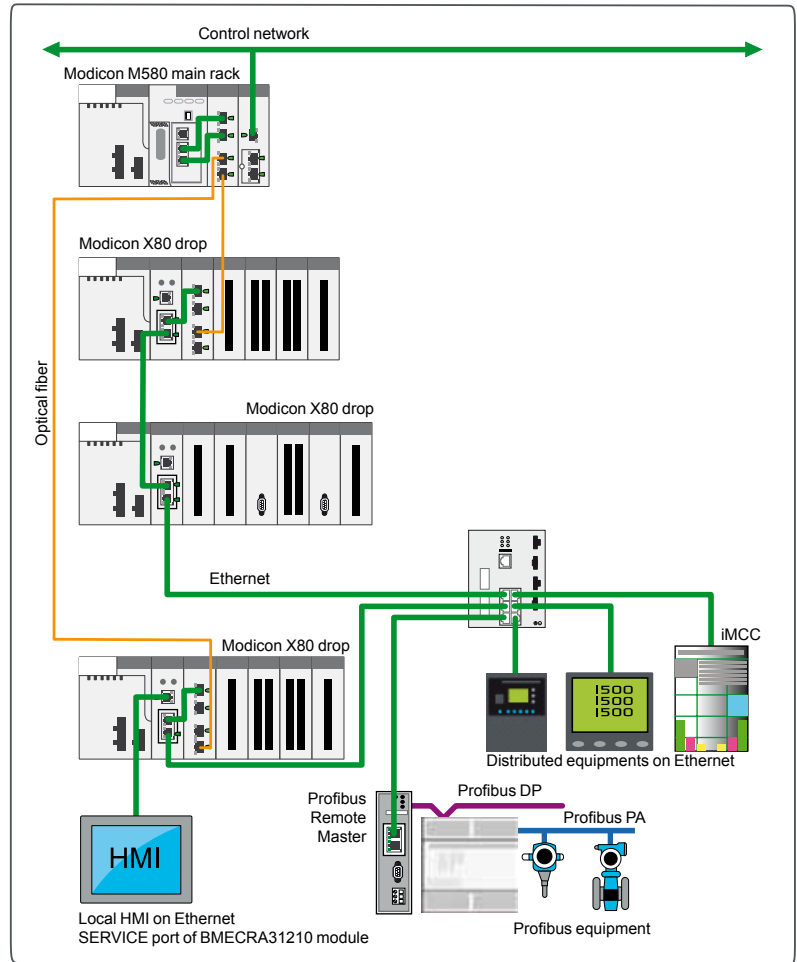 Control network
Modicon M580 main rack
Modicon X80 drop
Optical fiber
Modicon X80 drop
Ethernet
Modicon X80 drop
iMCC
1500
1500
1500
Distributed equipments on Ethernet
Profibus
Remote
Master
Profibus DP
Profibus PA
HMI
Local HMI on Ethernet
SERVICE port of BMECRA31210 module
Profibus equipment